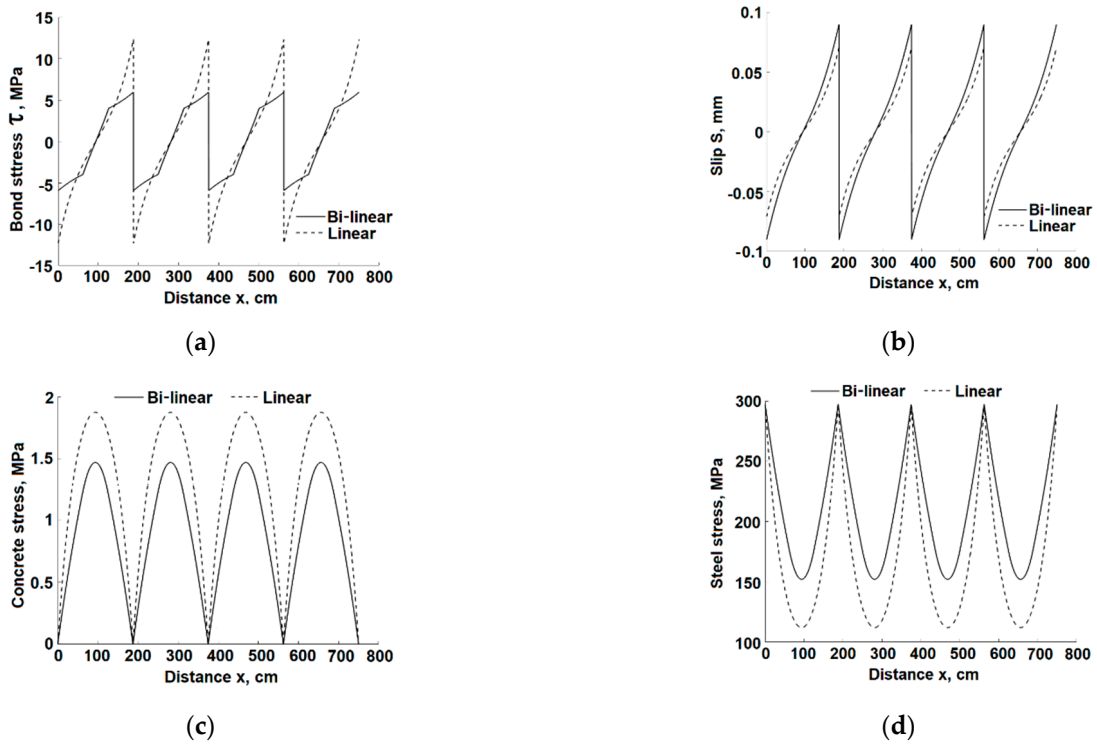 15
10
5
0
-5
-10
-15
Bond sttress τ, MPa
Bi-linear
Linear
0 100 200 300 400 500 600 700 800
Distance x, cm
(a)
0.1
0.05
0
-0.05
-0.1
Slip S, mm
Bi-linear
Linear
0 100 200 300 400 500 600 700 800
Distance x, cm
(b)
Bi-linear Linear
2
1.5
1
0.5
0
Concrete stress, MPa
0 100 200 300 400 500 600 700 800
Distance x, cm
(c)
Bi-linear Linear
300
250
200
150
100
Steel stress, MPa
0 100 200 300 400 500 600 700 800
Distance x, cm
(d)